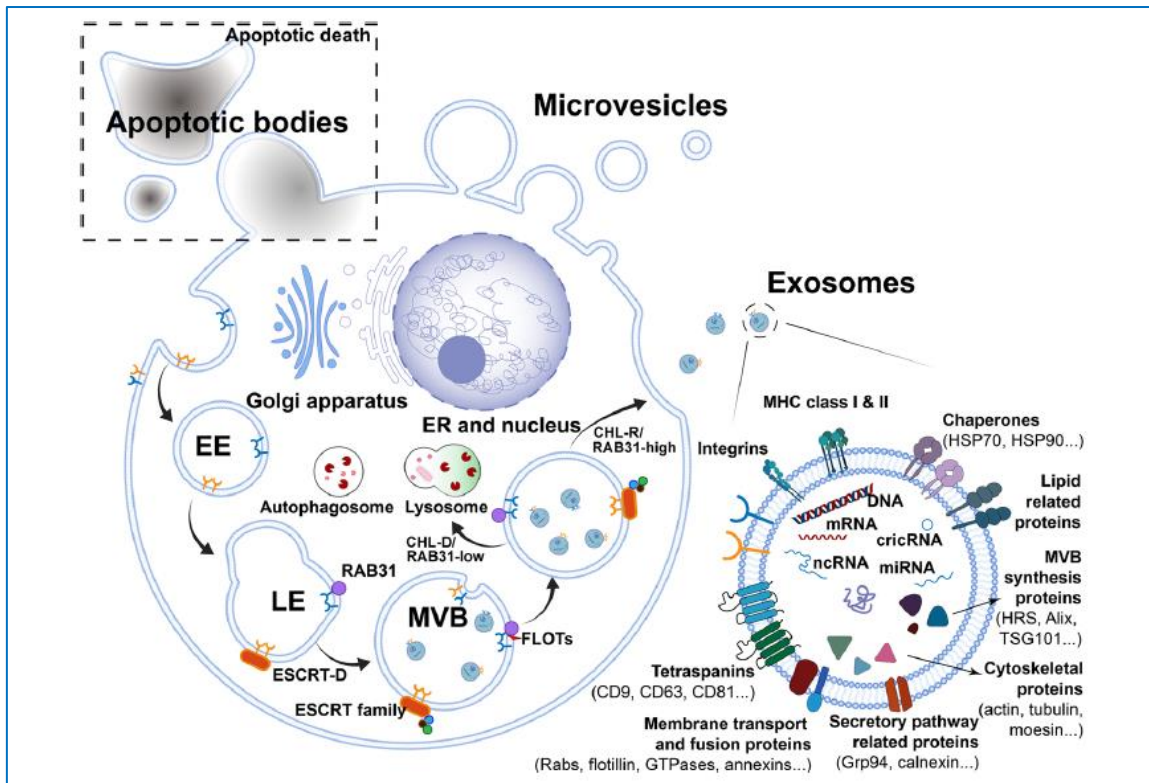 Apoptotic death
Apoptotic bodies
Microvesicles
Exosomes
Golgi apparatus
ER and nucleus
EE
Autophagosome
Lysosome
CHL-R/
RAB31-high
CHL-D/
RAB31-low
LE
RAB31
MVB
FLOTs
ESCRT-D
ESCRT family
MHC class I & II
Integrins
Chaperones
(HSP70, HSP90...)
Lipid
related
proteins
DNA
mRNA
cricRNA
ncRNA
miRNA
MVB
synthesis
proteins
(HRS, Alix,
TSG101...)
Cytoskeletal
proteins
(actin, tubulin,
moesin...)
Tetraspanins
(CD9, CD63, CD81...)
Membrane transport
and fusion proteins
(Rabs, flotillin, GTPases, annexins...)
Secretory pathway
related proteins
(Grp94, calnexin...)